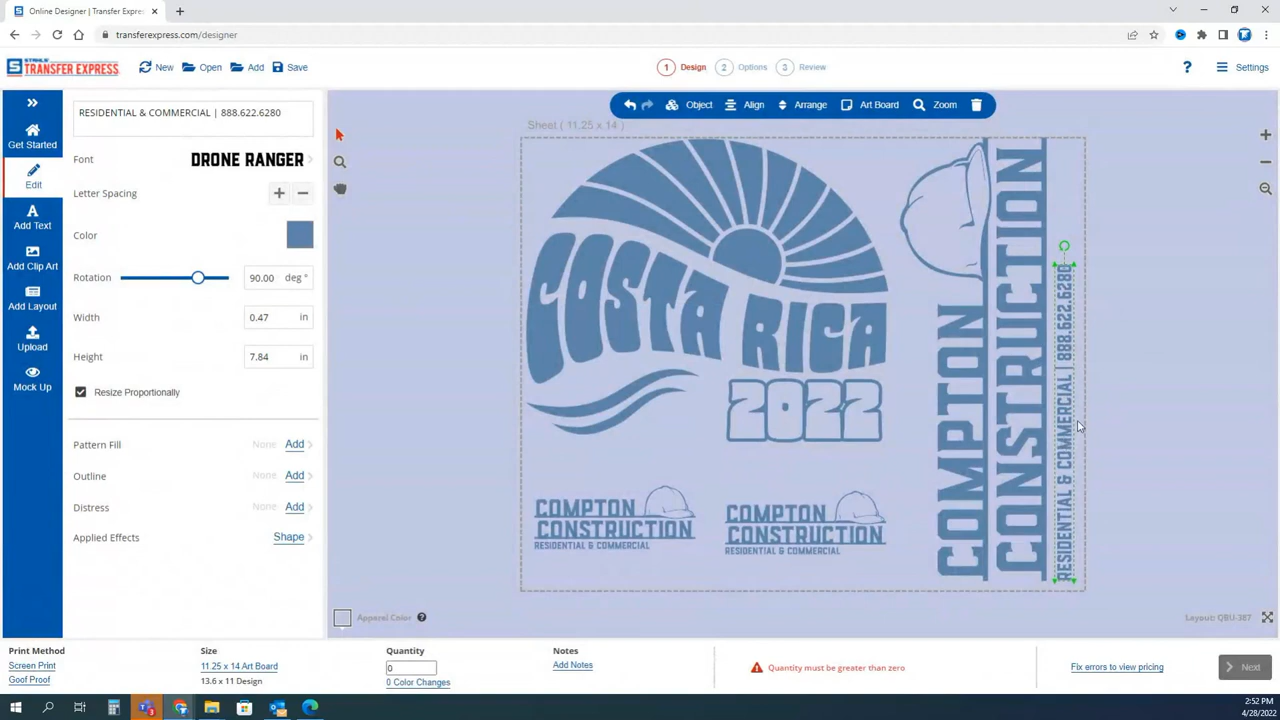 Online Designer | Transfer Expres
transferexpress.com/designer
STAHLS'
TRANSFER EXPRESS
New
Open
Add
Save
1 Design
2 Options
3 Review
Settings
Get Started
Edit
Add Text
Add Clip Art
Add Layout
Upload
Mock Up
RESIDENTIAL & COMMERCIAL | 888.622.6280
Font
DRONE RANGER
Letter Spacing
Color
Rotation
90.00 deg °
Width
0.47 in
Height
7.84 in
Resize Proportionally
Pattern Fill
None
Add
Outline
None
Add
Distress
None
Add
Applied Effects
Shape
Object
Align
Arrange
Art Board
Zoom
Sheet ( 11.25 x 14 )
COSTA RICA
2022
COMPTON
CONSTRUCTION
RESIDENTIAL & COMMERCIAL
COMPTON
CONSTRUCTION
RESIDENTIAL & COMMERCIAL
COMPTON
CONSTRUCTION
RESIDENTIAL & COMMERCIAL | 888.622.6280
Apparel Color
Layout: QBU-387
Print Method
Screen Print
Goof Proof
Size
11.25 x 14 Art Board
13.6 x 11 Design
Quantity
0
0 Color Changes
Notes
Add Notes
Quantity must be greater than zero
Fix errors to view pricing
Next
2:52 PM
4/28/2022